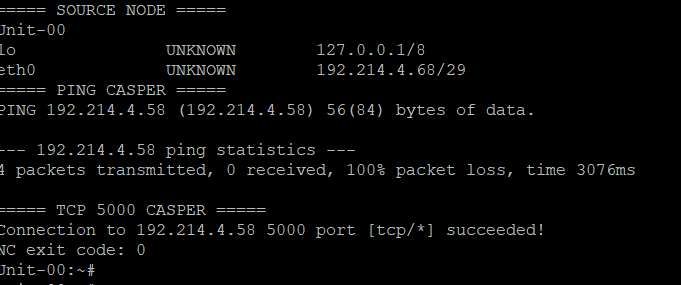 ===== SOURCE NODE =====
Unit-00
lo UNKNOWN 127.0.0.1/8
eth0 UNKNOWN 192.214.4.68/29
===== PING CASPER =====
PING 192.214.4.58 (192.214.4.58) 56(84) bytes of data.
--- 192.214.4.58 ping statistics ---
4 packets transmitted, 0 received, 100% packet loss, time 3076ms
===== TCP 5000 CASPER =====
Connection to 192.214.4.58 5000 port [tcp/*] succeeded!
NC exit code: 0
Unit-00:~#